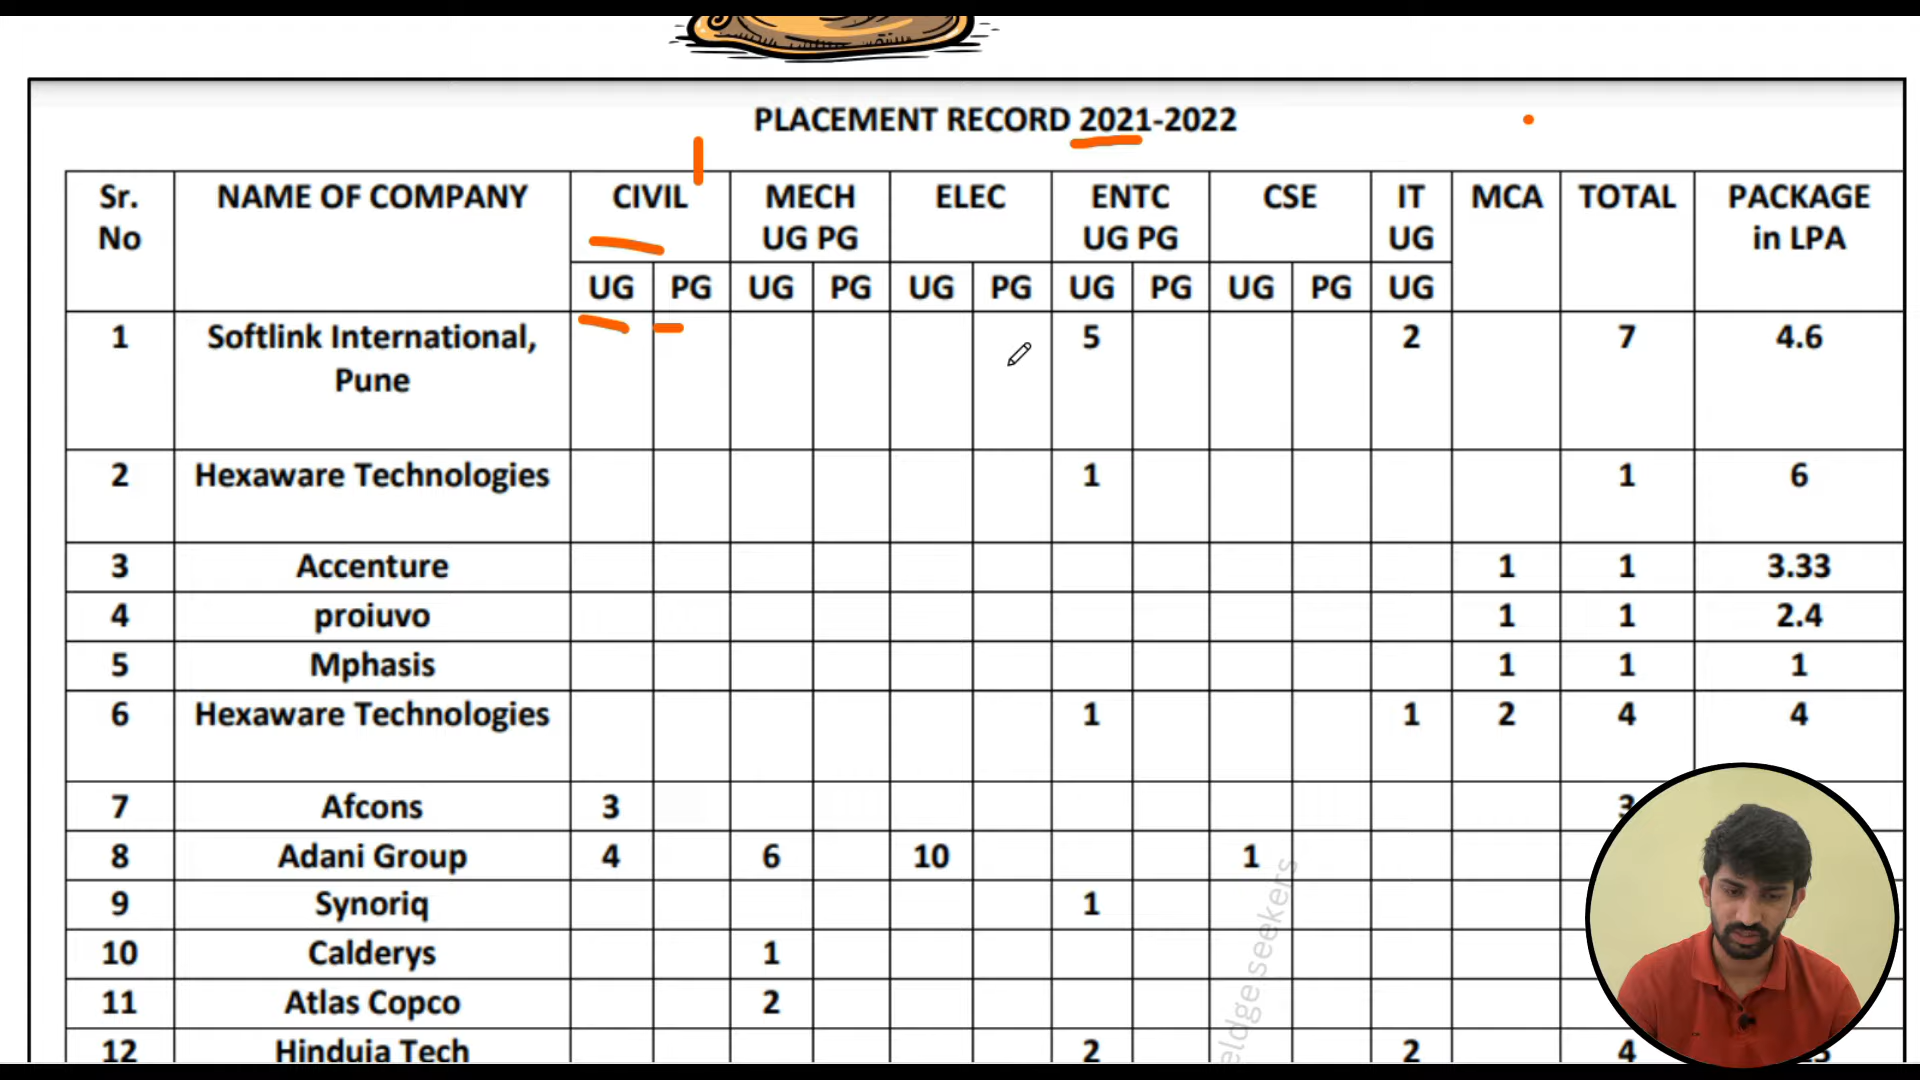 PLACEMENT RECORD 2021-2022
Sr. No NAME OF COMPANY CIVIL MECH UG PG ELEC ENTC UG PG CSE IT UG MCA TOTAL PACKAGE in LPA
UG PG UG PG UG PG UG PG UG PG UG
1 Softlink International, Pune 5 2 7 4.6
2 Hexaware Technologies 1 1 6
3 Accenture 1 1 3.33
4 proiuvo 1 1 2.4
5 Mphasis 1 1 1
6 Hexaware Technologies 1 1 2 4 4
7 Afcons 3 3
8 Adani Group 4 6 10 1
9 Synoriq 1
10 Calderys 1
11 Atlas Copco 2
12 Hinduja Tech 2 2 4
seekers